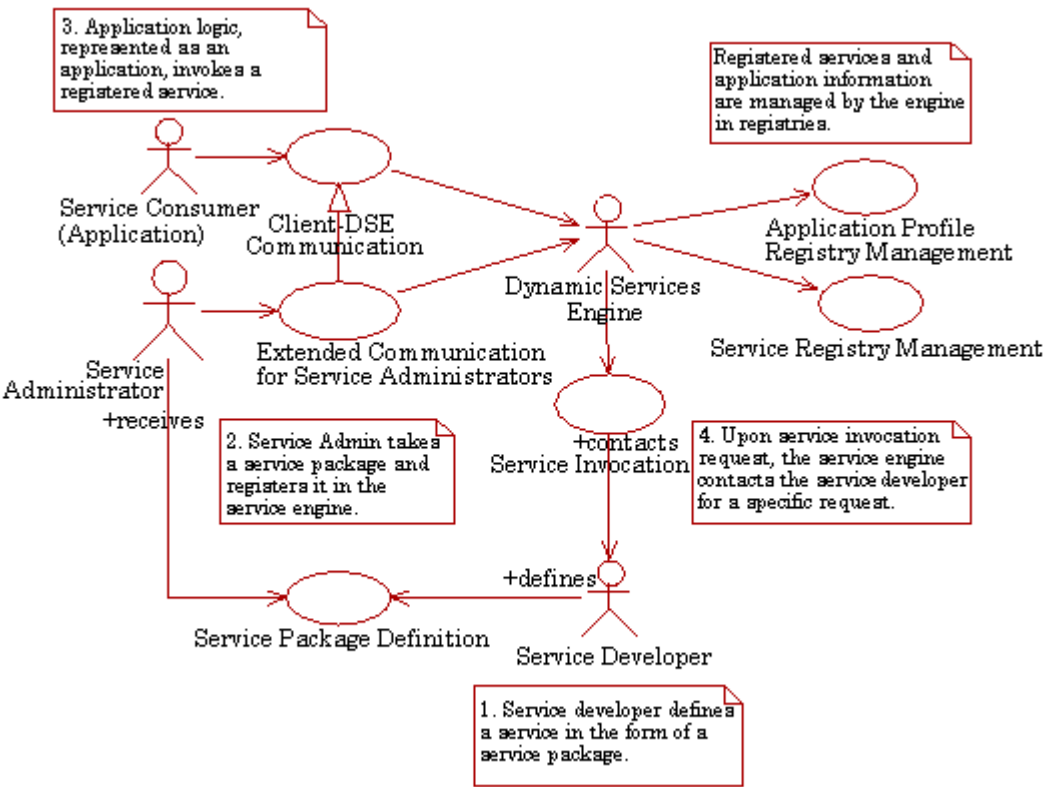 3. Application logic,
represented as an
application, invokes a
registered service.
Registered services and
application information
are managed by the engine
in registries.
Service Consumer
(Application)
Client-DSE
Communication
Application Profile
Registry Management
Dynamic Services
Engine
Service
Administrator
Extended Communication
for Service Administrators
Service Registry Management
+receives
2. Service Admin takes
a service package and
registers it in the
service engine.
+contacts
Service Invocation
4. Upon service invocation
request, the service engine
contacts the service developer
for a specific request.
+defines
Service Package Definition
Service Developer
1. Service developer defines
a service in the form of a
service package.